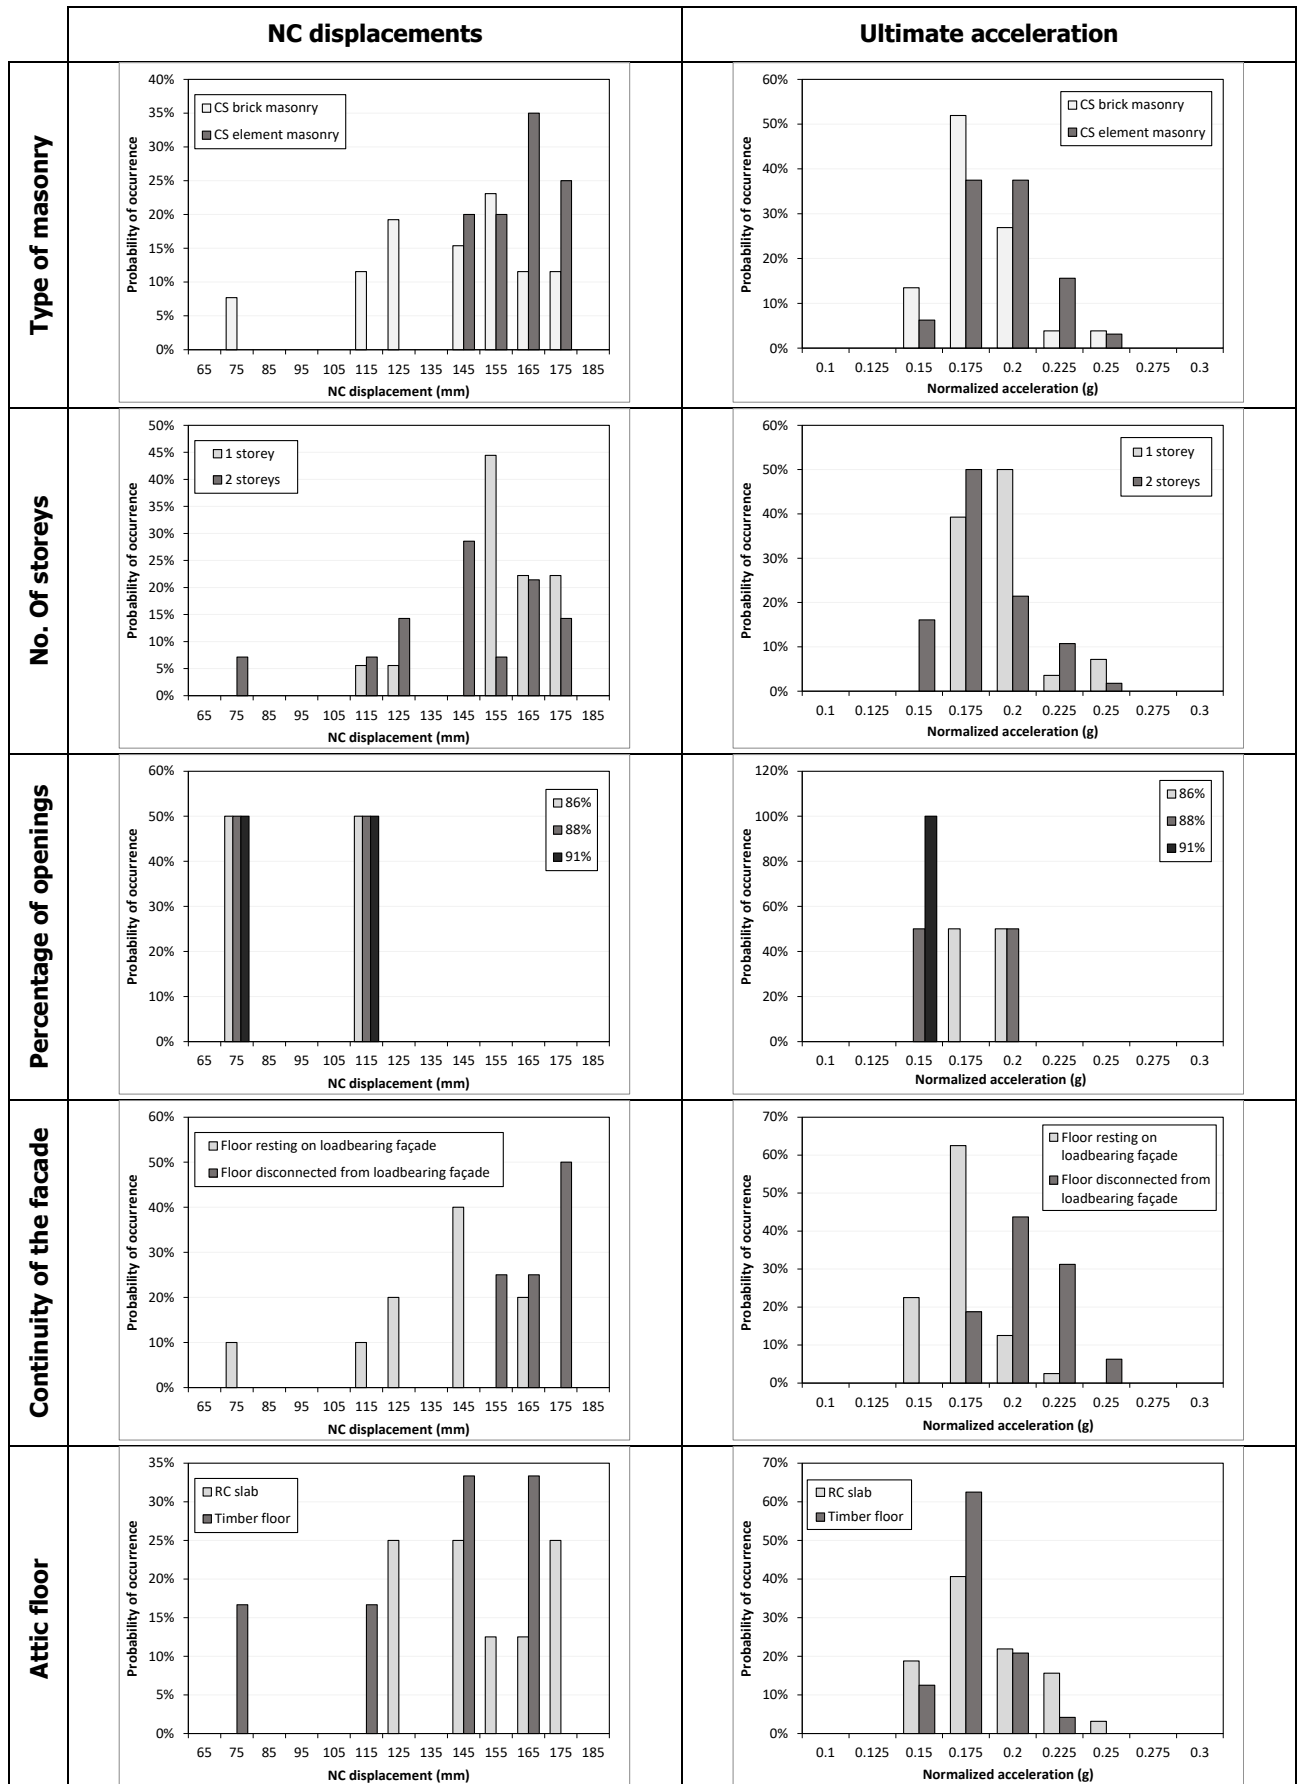 NC displacements
Ultimate acceleration
Type of masonry
Probability of occurrence
40%
35%
30%
25%
20%
15%
10%
5%
0%
CS brick masonry
CS element masonry
65 75 85 95 105 115 125 135 145 155 165 175 185
NC displacement (mm)
Probability of occurrence
60%
50%
40%
30%
20%
10%
0%
CS brick masonry
CS element masonry
0.1 0.125 0.15 0.175 0.2 0.225 0.25 0.275 0.3
Normalized acceleration (g)
No. Of storeys
Probability of occurrence
50%
45%
40%
35%
30%
25%
20%
15%
10%
5%
0%
1 storey
2 storeys
65 75 85 95 105 115 125 135 145 155 165 175 185
NC displacement (mm)
Probability of occurrence
60%
50%
40%
30%
20%
10%
0%
1 storey
2 storeys
0.1 0.125 0.15 0.175 0.2 0.225 0.25 0.275 0.3
Normalized acceleration (g)
Percentage of openings
Probability of occurrence
60%
50%
40%
30%
20%
10%
0%
86%
88%
91%
65 75 85 95 105 115 125 135 145 155 165 175 185
NC displacement (mm)
Probability of occurrence
120%
100%
80%
60%
40%
20%
0%
86%
88%
91%
0.1 0.125 0.15 0.175 0.2 0.225 0.25 0.275 0.3
Normalized acceleration (g)
Continuity of the facade
Probability of occurrence
60%
50%
40%
30%
20%
10%
0%
Floor resting on loadbearing façade
Floor disconnected from loadbearing façade
65 75 85 95 105 115 125 135 145 155 165 175 185
NC displacement (mm)
Probability of occurrence
70%
60%
50%
40%
30%
20%
10%
0%
Floor resting on
loadbearing façade
Floor disconnected from
loadbearing façade
0.1 0.125 0.15 0.175 0.2 0.225 0.25 0.275 0.3
Normalized acceleration (g)
Attic floor
Probability of occurrence
35%
30%
25%
20%
15%
10%
5%
0%
RC slab
Timber floor
65 75 85 95 105 115 125 135 145 155 165 175 185
NC displacement (mm)
Probability of occurrence
70%
60%
50%
40%
30%
20%
10%
0%
RC slab
Timber floor
0.1 0.125 0.15 0.175 0.2 0.225 0.25 0.275 0.3
Normalized acceleration (g)